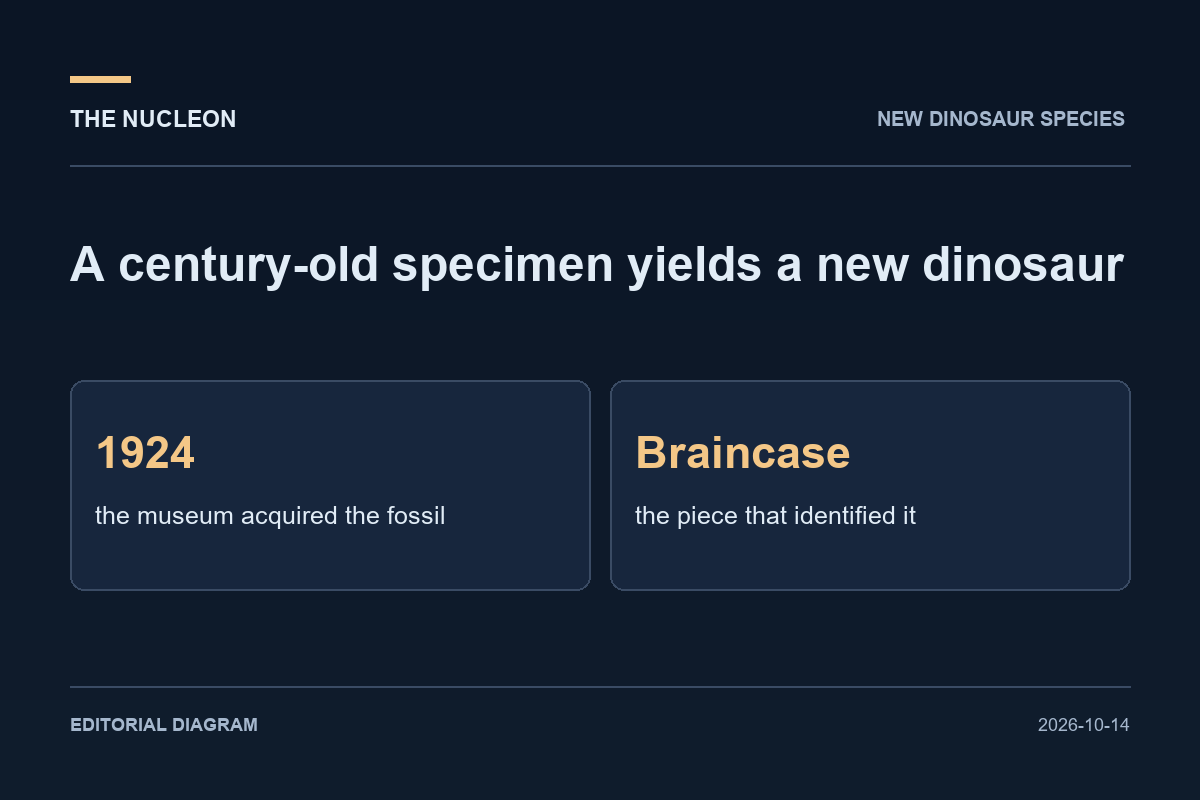 THE NUCLEON
NEW DINOSAUR SPECIES
A century-old specimen yields a new dinosaur
1924
the museum acquired the fossil
Braincase
the piece that identified it
EDITORIAL DIAGRAM
2026-10-14